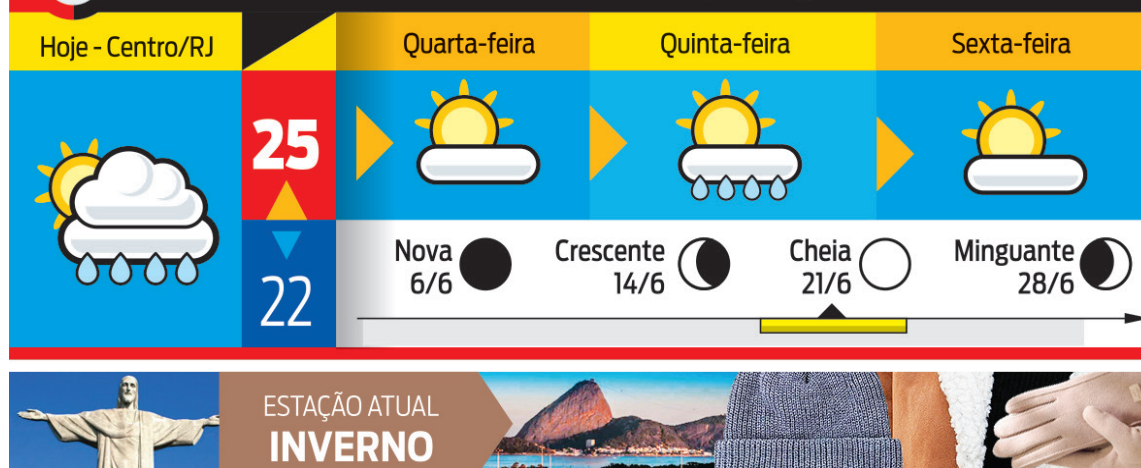 Hoje - Centro/RJ
25
22
Quarta-feira
Quinta-feira
Sexta-feira
Nova
6/6
Crescente
14/6
Cheia
21/6
Minguante
28/6
ESTAÇÃO ATUAL
INVERNO